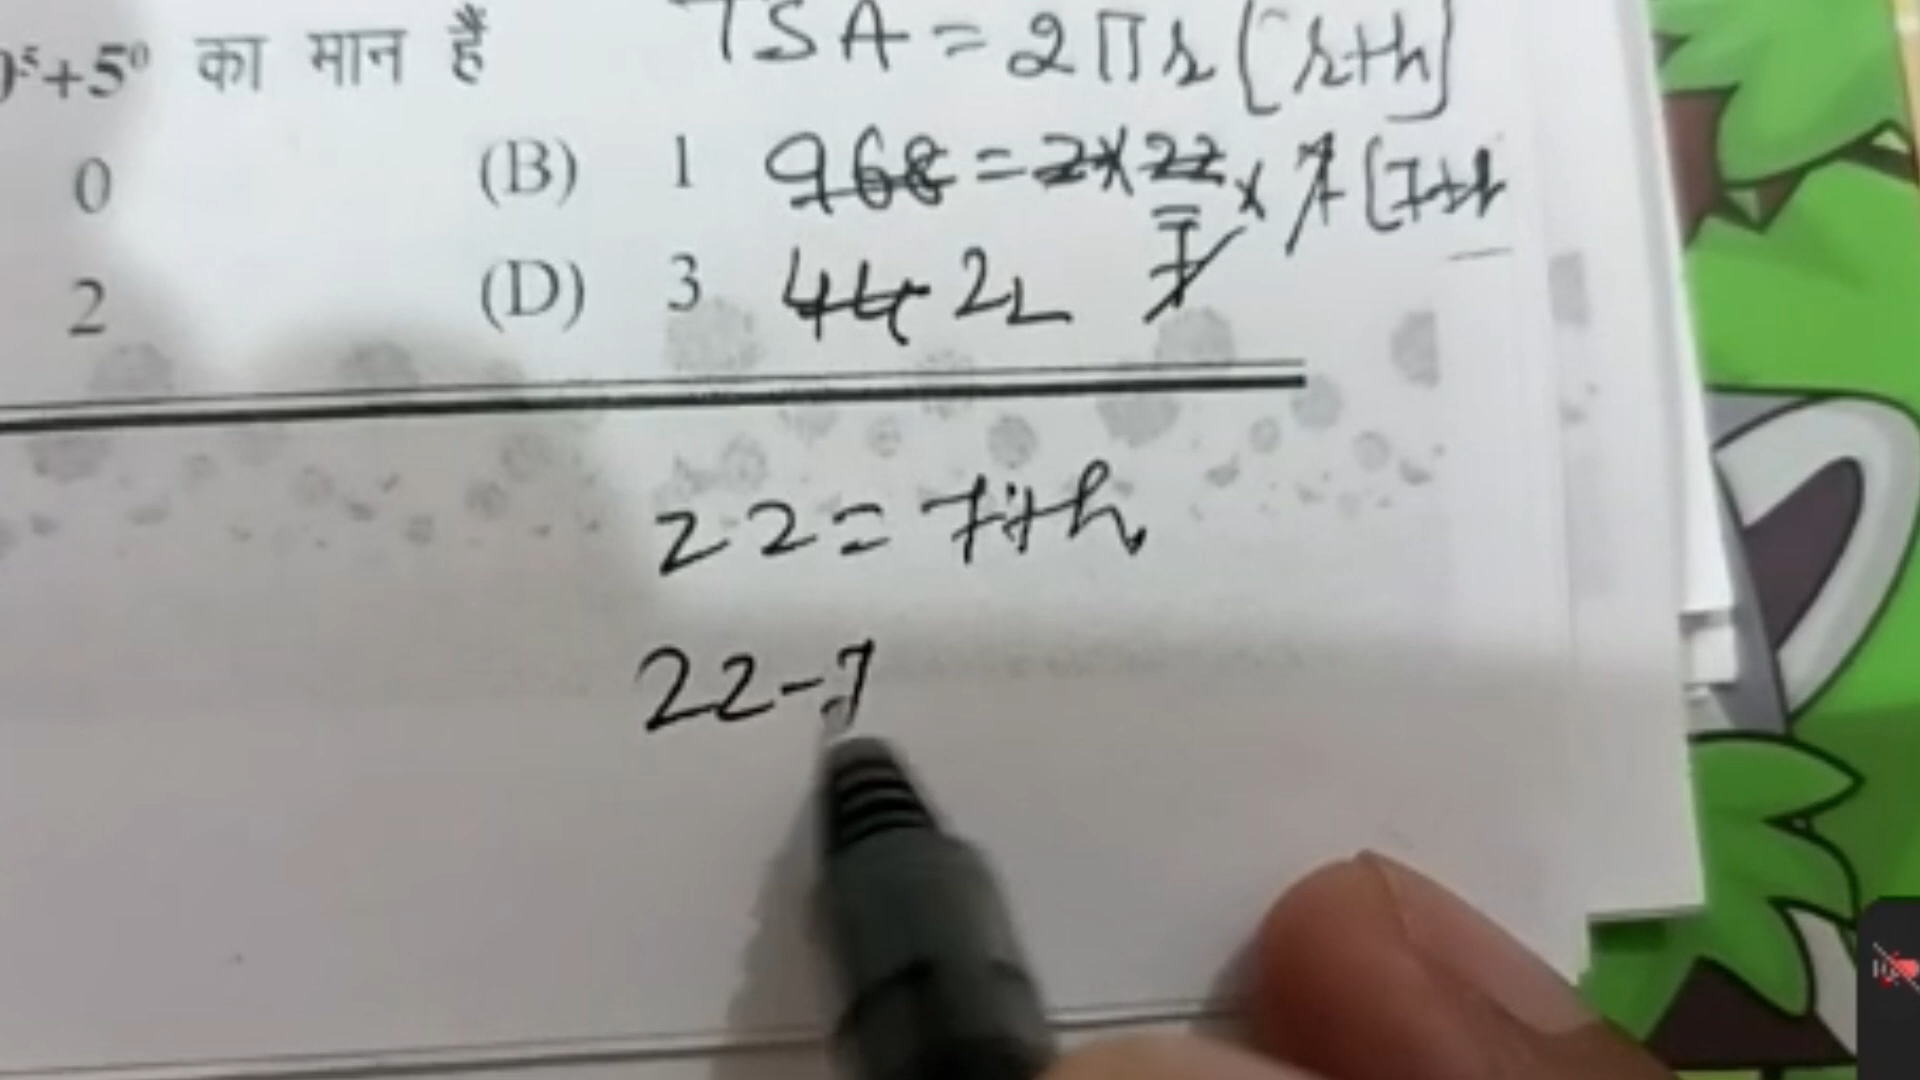 ⁵+5⁰ का मान है
TSA = 2πr [r+h]
0 (B) 1
968 = 2×22/7 × 7 [7+h
2 (D) 3
44 22
22 = 7+h
22-7